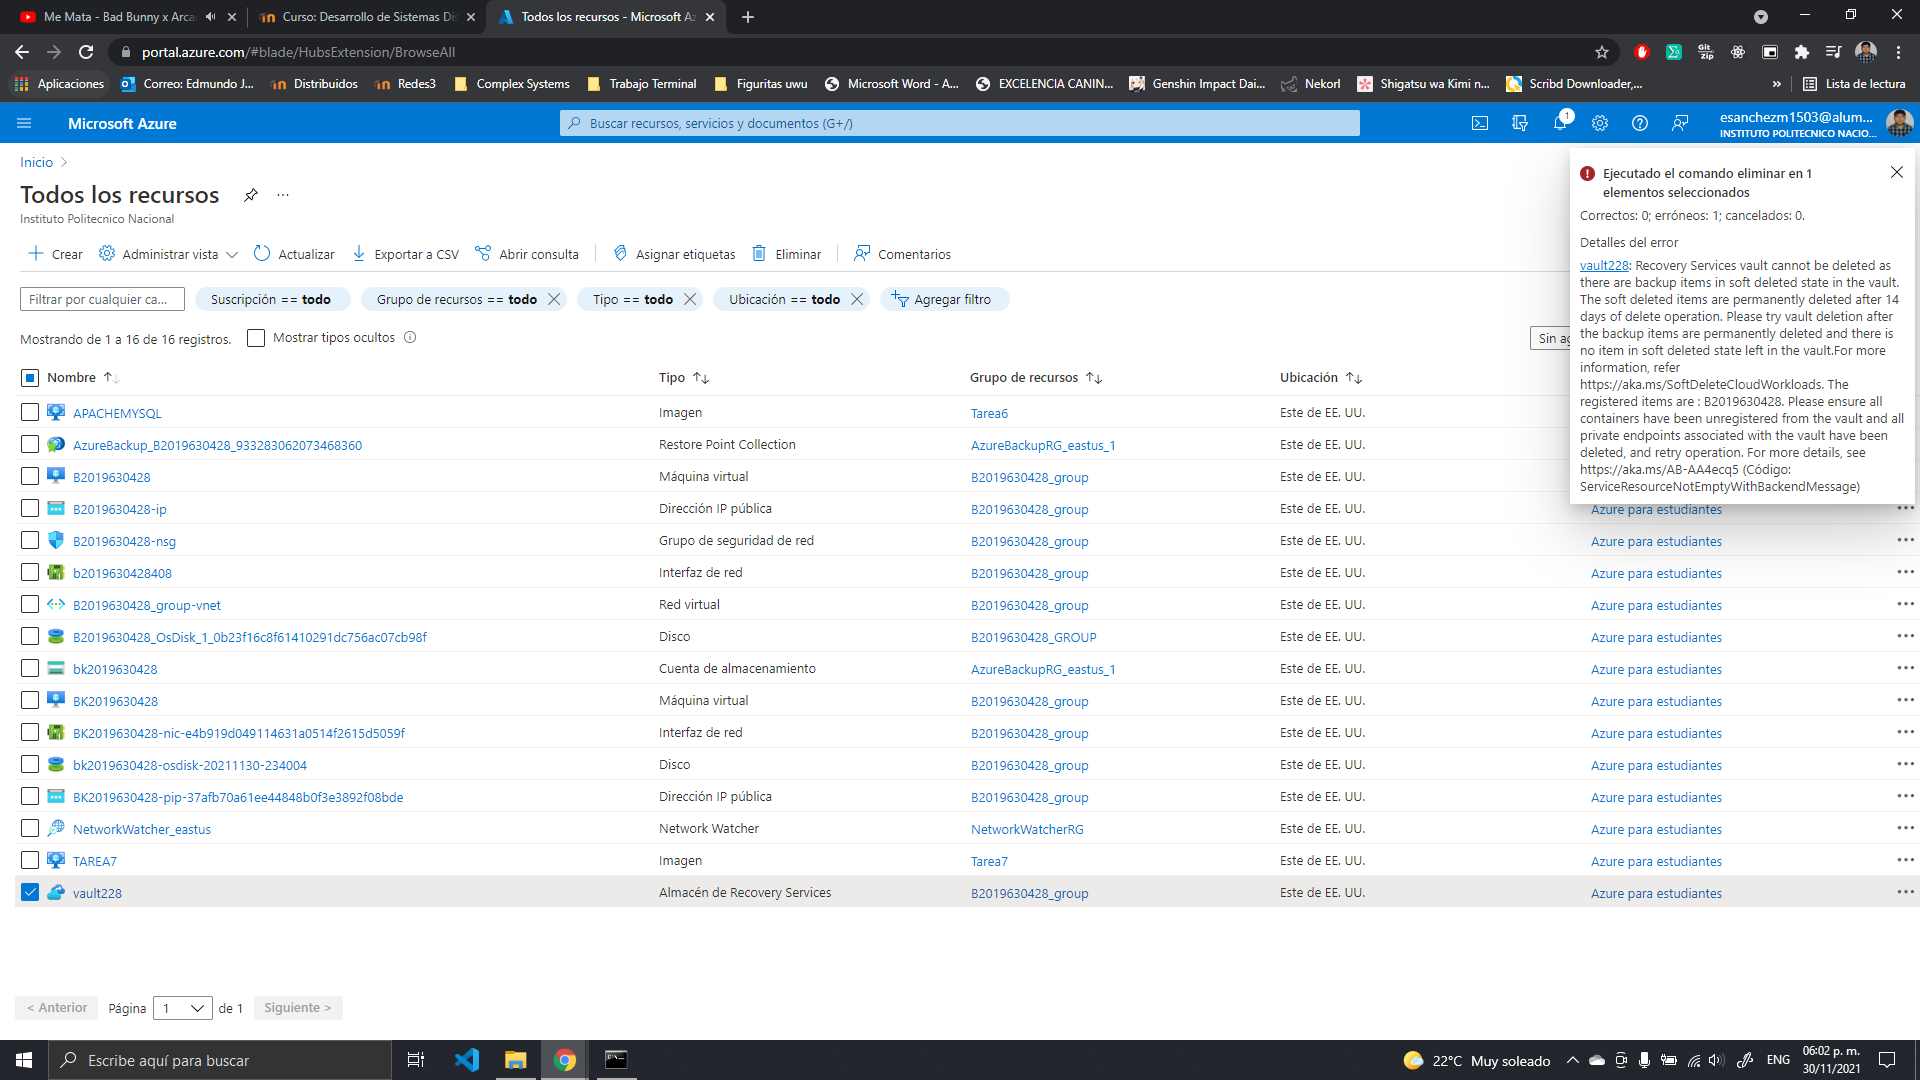 Me Mata - Bad Bunny x Arca
Curso: Desarrollo de Sistemas Dis
Todos los recursos - Microsoft Az
portal.azure.com/#blade/HubsExtension/BrowseAll
Aplicaciones
Correo: Edmundo J...
Distribuidos
Redes3
Complex Systems
Trabajo Terminal
Figuritas uwu
Microsoft Word - A...
EXCELENCIA CANIN...
Genshin Impact Dai...
Nekorl
Shigatsu wa Kimi n...
Scribd Downloader,...
»
Lista de lectura
Microsoft Azure
Buscar recursos, servicios y documentos (G+/)
1
esanchezm1503@alum...
INSTITUTO POLITECNICO NACIO...
Inicio >
Todos los recursos
Instituto Politecnico Nacional
Crear
Administrar vista
Actualizar
Exportar a CSV
Abrir consulta
Asignar etiquetas
Eliminar
Comentarios
Filtrar por cualquier ca...
Suscripción == todo
Grupo de recursos == todo
Tipo == todo
Ubicación == todo
Agregar filtro
Mostrando de 1 a 16 de 16 registros.
Mostrar tipos ocultos
Sin ag
Ejecutado el comando eliminar en 1
elementos seleccionados
Correctos: 0; erróneos: 1; cancelados: 0.
Detalles del error
vault228: Recovery Services vault cannot be deleted as
there are backup items in soft deleted state in the vault.
The soft deleted items are permanently deleted after 14
days of delete operation. Please try vault deletion after
the backup items are permanently deleted and there is
no item in soft deleted state left in the vault.For more
information, refer
https://aka.ms/SoftDeleteCloudWorkloads. The
registered items are : B2019630428. Please ensure all
containers have been unregistered from the vault and all
private endpoints associated with the vault have been
deleted, and retry operation. For more details, see
https://aka.ms/AB-AA4ecq5 (Código:
ServiceResourceNotEmptyWithBackendMessage)
Nombre Tipo Grupo de recursos Ubicación
APACHEMYSQL Imagen Tarea6 Este de EE. UU.
AzureBackup_B2019630428_933283062073468360 Restore Point Collection AzureBackupRG_eastus_1 Este de EE. UU.
B2019630428 Máquina virtual B2019630428_group Este de EE. UU.
B2019630428-ip Dirección IP pública B2019630428_group Este de EE. UU. Azure para estudiantes
B2019630428-nsg Grupo de seguridad de red B2019630428_group Este de EE. UU. Azure para estudiantes
b2019630428408 Interfaz de red B2019630428_group Este de EE. UU. Azure para estudiantes
B2019630428_group-vnet Red virtual B2019630428_group Este de EE. UU. Azure para estudiantes
B2019630428_OsDisk_1_0b23f16c8f61410291dc756ac07cb98f Disco B2019630428_GROUP Este de EE. UU. Azure para estudiantes
bk2019630428 Cuenta de almacenamiento AzureBackupRG_eastus_1 Este de EE. UU. Azure para estudiantes
BK2019630428 Máquina virtual B2019630428_group Este de EE. UU. Azure para estudiantes
BK2019630428-nic-e4b919d049114631a0514f2615d5059f Interfaz de red B2019630428_group Este de EE. UU. Azure para estudiantes
bk2019630428-osdisk-20211130-234004 Disco B2019630428_group Este de EE. UU. Azure para estudiantes
BK2019630428-pip-37afb70a61ee44848b0f3e3892f08bde Dirección IP pública B2019630428_group Este de EE. UU. Azure para estudiantes
NetworkWatcher_eastus Network Watcher NetworkWatcherRG Este de EE. UU. Azure para estudiantes
TAREA7 Imagen Tarea7 Este de EE. UU. Azure para estudiantes
vault228 Almacén de Recovery Services B2019630428_group Este de EE. UU. Azure para estudiantes
< Anterior Página 1 de 1 Siguiente >
Escribe aquí para buscar
22°C Muy soleado
ENG
06:02 p. m.
30/11/2021